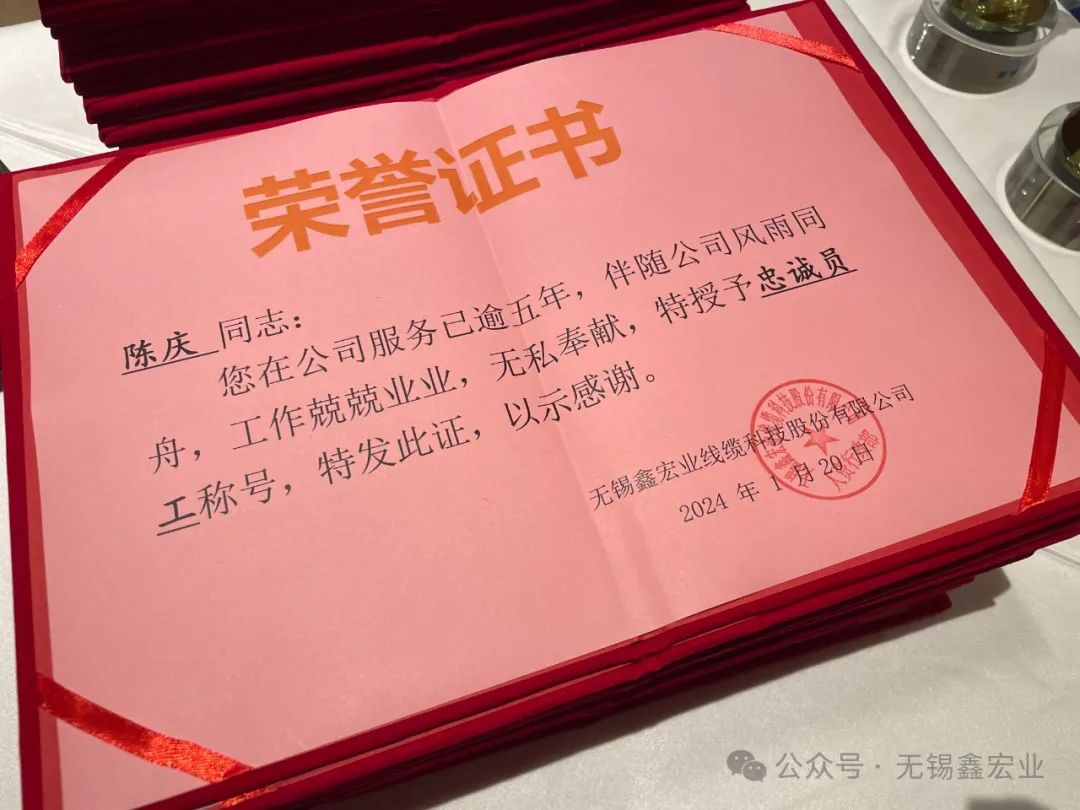 荣誉证书
陈庆 同志：
您在公司服务已逾五年，伴随公司风雨同
舟，工作兢兢业业，无私奉献，特授予忠诚员
工称号，特发此证，以示感谢。
无锡鑫宏业线缆科技股份有限公司
2024 年 1 月 20 日
公众号 · 无锡鑫宏业